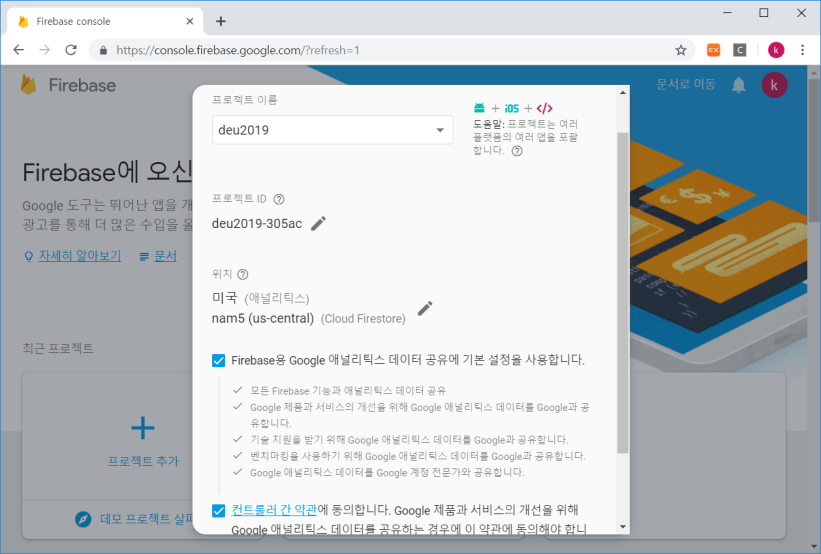 Firebase console
https://console.firebase.google.com/?refresh=1
EX
C
k
Firebase
문서로 이동
k
Firebase에 오신
Google 도구는 뛰어난 앱을 개
광고를 통해 더 많은 수입을 올
자세히 알아보기
문서
최근 프로젝트
프로젝트 추가
데모 프로젝트 살펴
프로젝트 이름
deu2019
+ iOS + </>
도움말: 프로젝트는 여러
플랫폼의 여러 앱을 포괄
합니다. ?
프로젝트 ID ?
deu2019-305ac
위치 ?
미국 (애널리틱스)
nam5 (us-central) (Cloud Firestore)
Firebase용 Google 애널리틱스 데이터 공유에 기본 설정을 사용합니다.
모든 Firebase 기능과 애널리틱스 데이터 공유
Google 제품과 서비스의 개선을 위해 Google 애널리틱스 데이터를 Google과 공
유합니다.
기술 지원을 받기 위해 Google 애널리틱스 데이터를 Google과 공유합니다.
벤치마킹을 사용하기 위해 Google 애널리틱스 데이터를 Google과 공유합니다.
Google 애널리틱스 데이터를 Google 계정 전문가와 공유합니다.
컨트롤러 간 약관에 동의합니다. Google 제품과 서비스의 개선을 위해
Google 애널리틱스 데이터를 공유하는 경우에 이 약관에 동의해야 합니